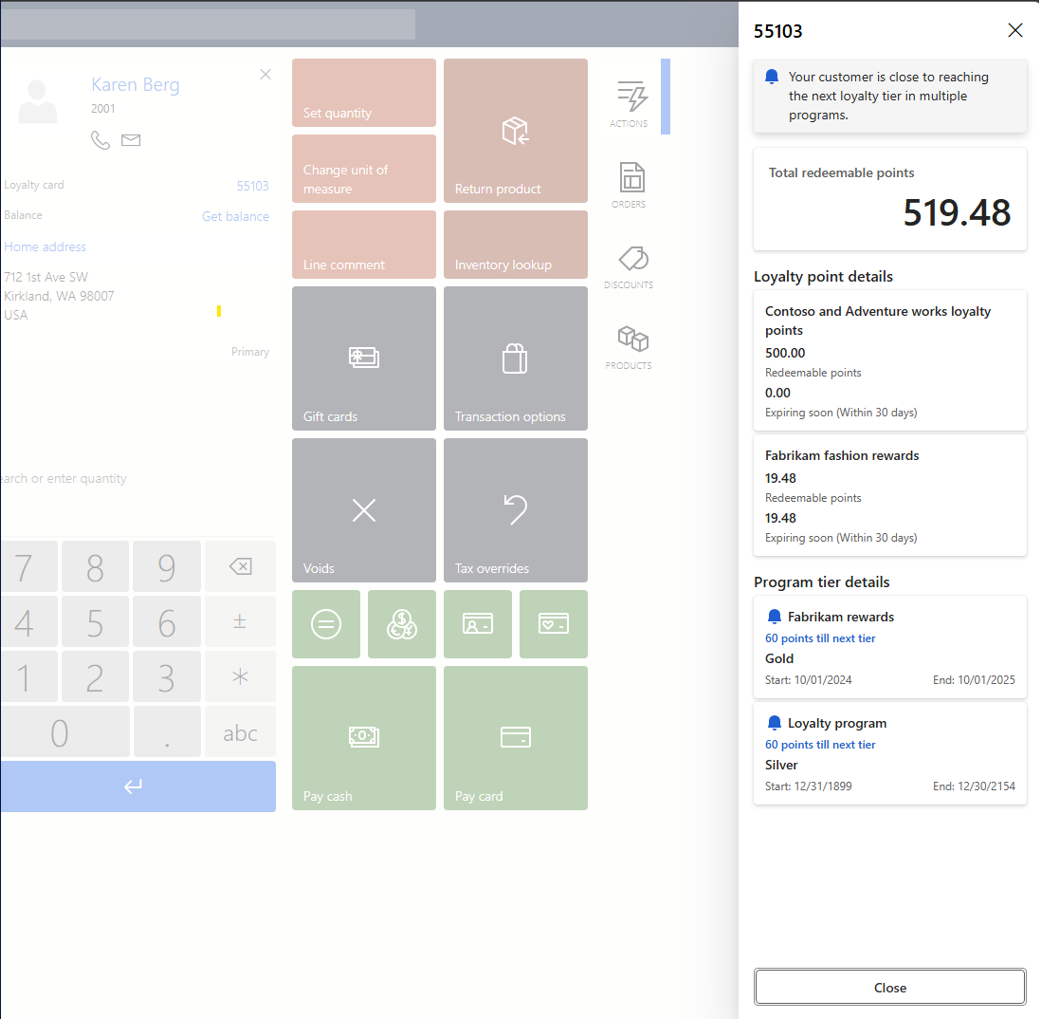 Karen Berg
2001
Loyalty card 55103
Balance Get balance
Home address
712 1st Ave SW
Kirkland, WA 98007
USA
Primary
earch or enter quantity
7 8 9
4 5 6 ±
1 2 3 *
0 . abc
Set quantity
Change unit of
measure
Return product
Line comment
Inventory lookup
Gift cards
Transaction options
Voids
Tax overrides
Pay cash
Pay card
ACTIONS
ORDERS
DISCOUNTS
PRODUCTS
55103
Your customer is close to reaching
the next loyalty tier in multiple
programs.
Total redeemable points
519.48
Loyalty point details
Contoso and Adventure works loyalty
points
500.00
Redeemable points
0.00
Expiring soon (Within 30 days)
Fabrikam fashion rewards
19.48
Redeemable points
19.48
Expiring soon (Within 30 days)
Program tier details
Fabrikam rewards
60 points till next tier
Gold
Start: 10/01/2024 End: 10/01/2025
Loyalty program
60 points till next tier
Silver
Start: 12/31/1899 End: 12/30/2154
Close